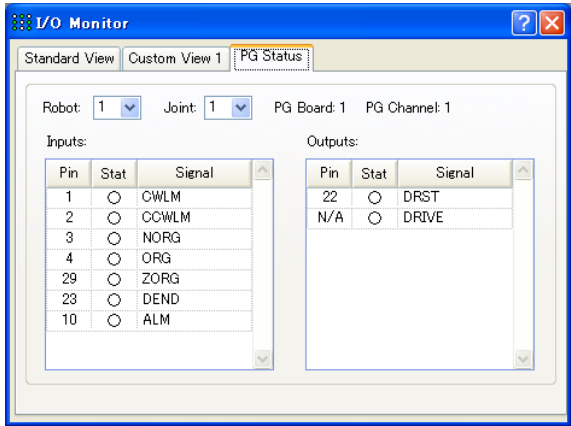 I/O Monitor
Standard View Custom View 1 PG Status
Robot: 1 Joint: 1 PG Board: 1 PG Channel: 1
Inputs: Outputs:
Pin Stat Signal Pin Stat Signal
1 CWLM 22 DRST
2 CCWLM N/A DRIVE
3 NORG
4 ORG
29 ZORG
23 DEND
10 ALM